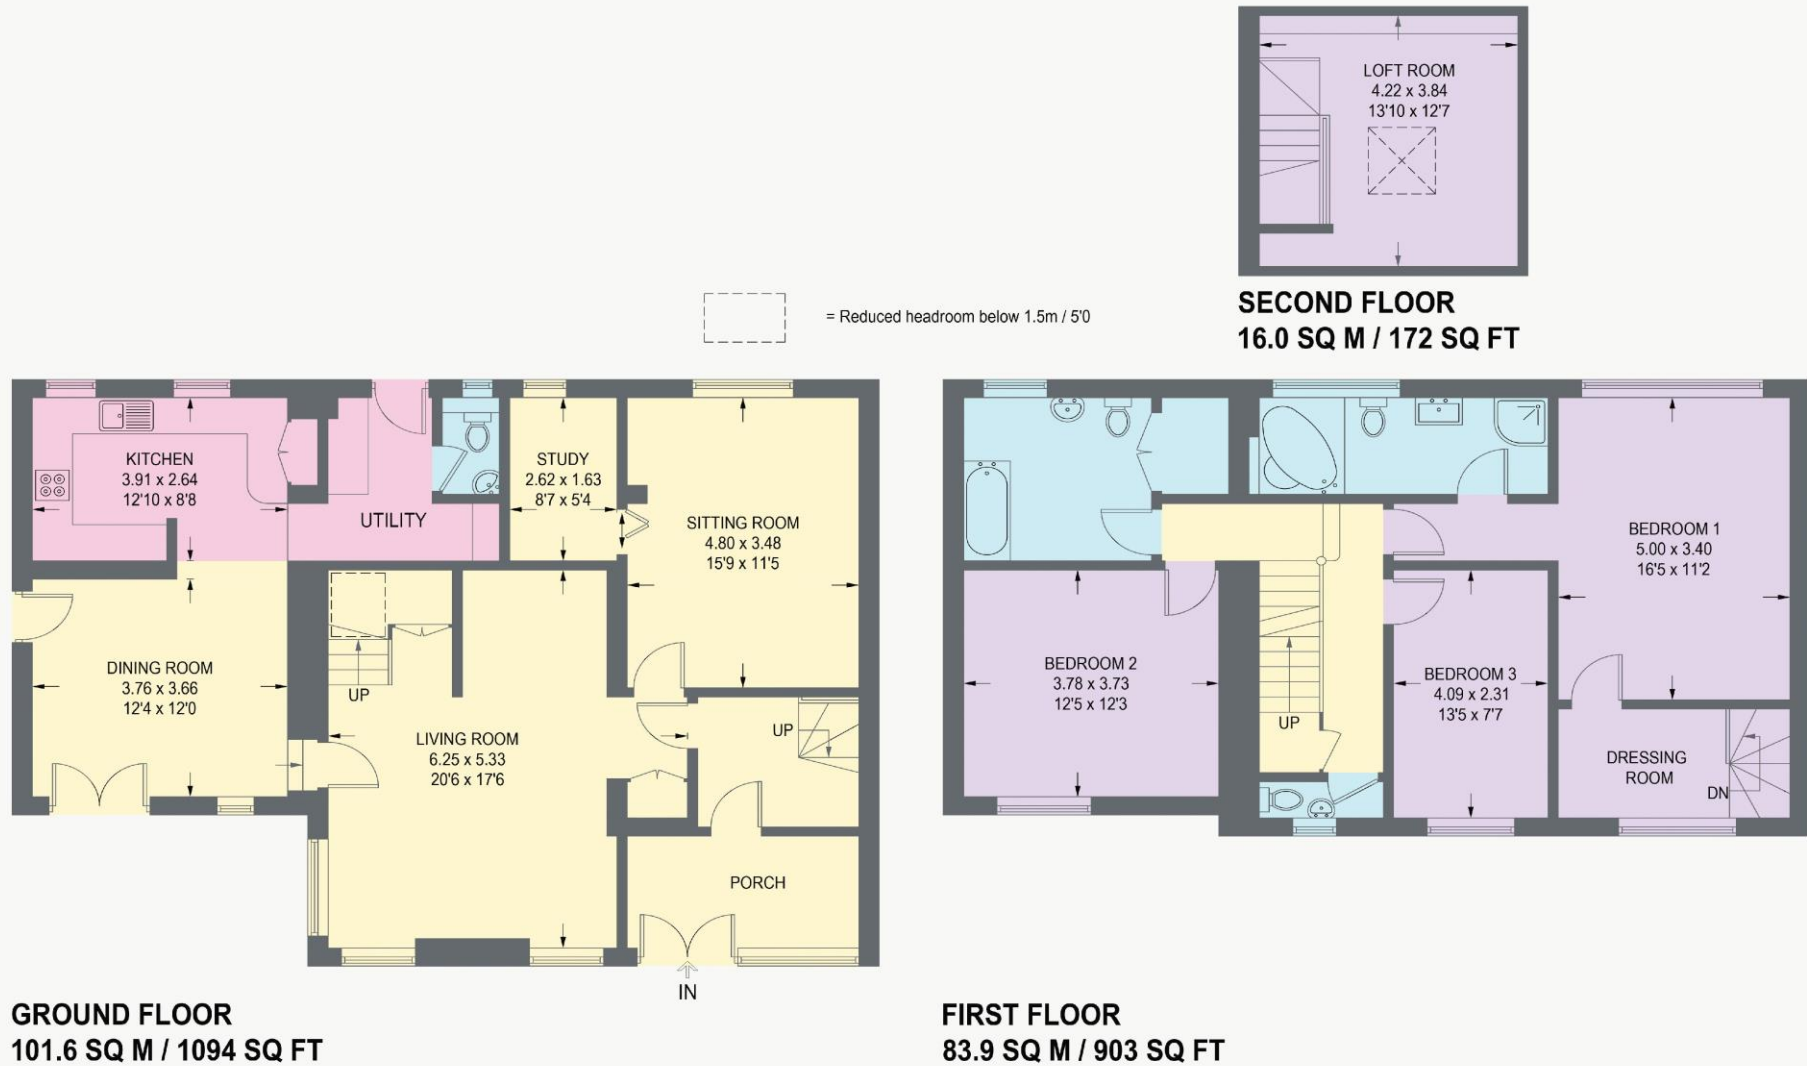 LOFT ROOM
4.22 x 3.84
13'10 x 12'7
SECOND FLOOR
16.0 SQ M / 172 SQ FT
= Reduced headroom below 1.5m / 5'0
KITCHEN
3.91 x 2.64
12'10 x 8'8
UTILITY
STUDY
2.62 x 1.63
8'7 x 5'4
SITTING ROOM
4.80 x 3.48
15'9 x 11'5
DINING ROOM
3.76 x 3.66
12'4 x 12'0
UP
LIVING ROOM
6.25 x 5.33
20'6 x 17'6
UP
PORCH
IN
GROUND FLOOR
101.6 SQ M / 1094 SQ FT
BEDROOM 1
5.00 x 3.40
16'5 x 11'2
BEDROOM 2
3.78 x 3.73
12'5 x 12'3
BEDROOM 3
4.09 x 2.31
13'5 x 7'7
UP
DRESSING
ROOM
DN
FIRST FLOOR
83.9 SQ M / 903 SQ FT